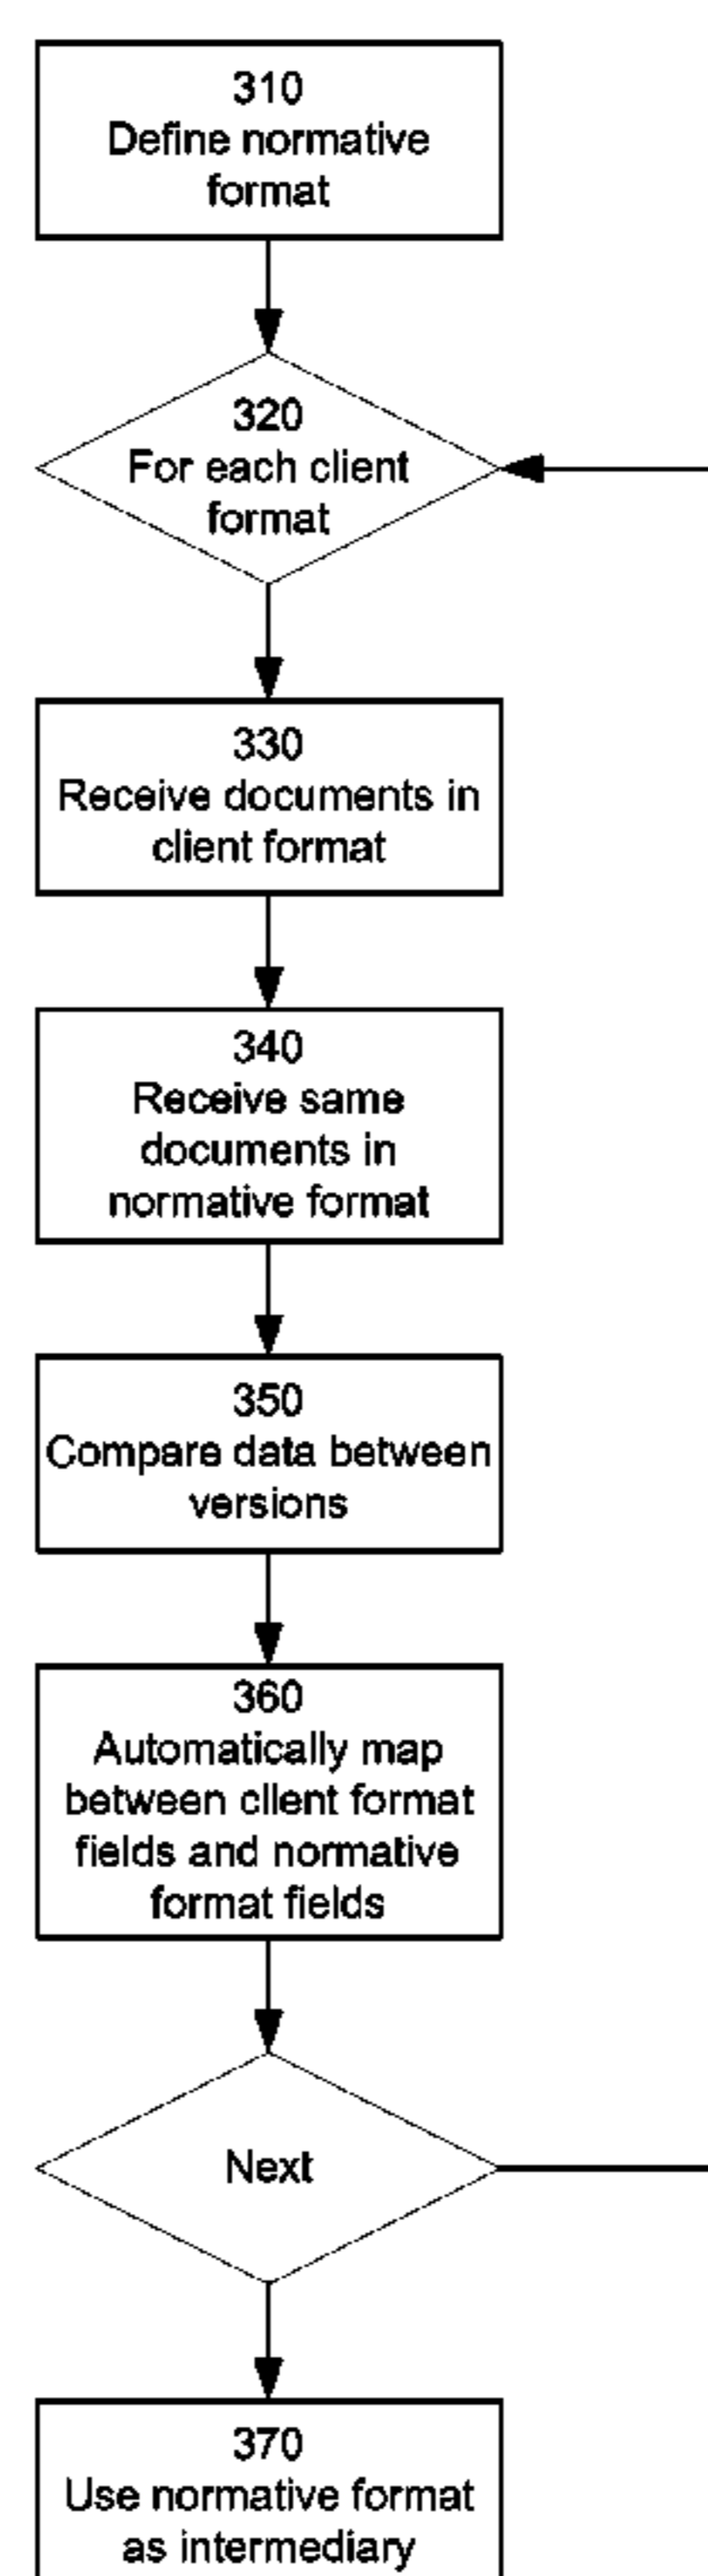 310
Define normative
format
320
For each client
format
330
Receive documents in
client format
340
Receive same
documents in
normative format
350
Compare data between
versions
360
Automatically map
between client format
fields and normative
format fields
Next
370
Use normative format
as intermediary